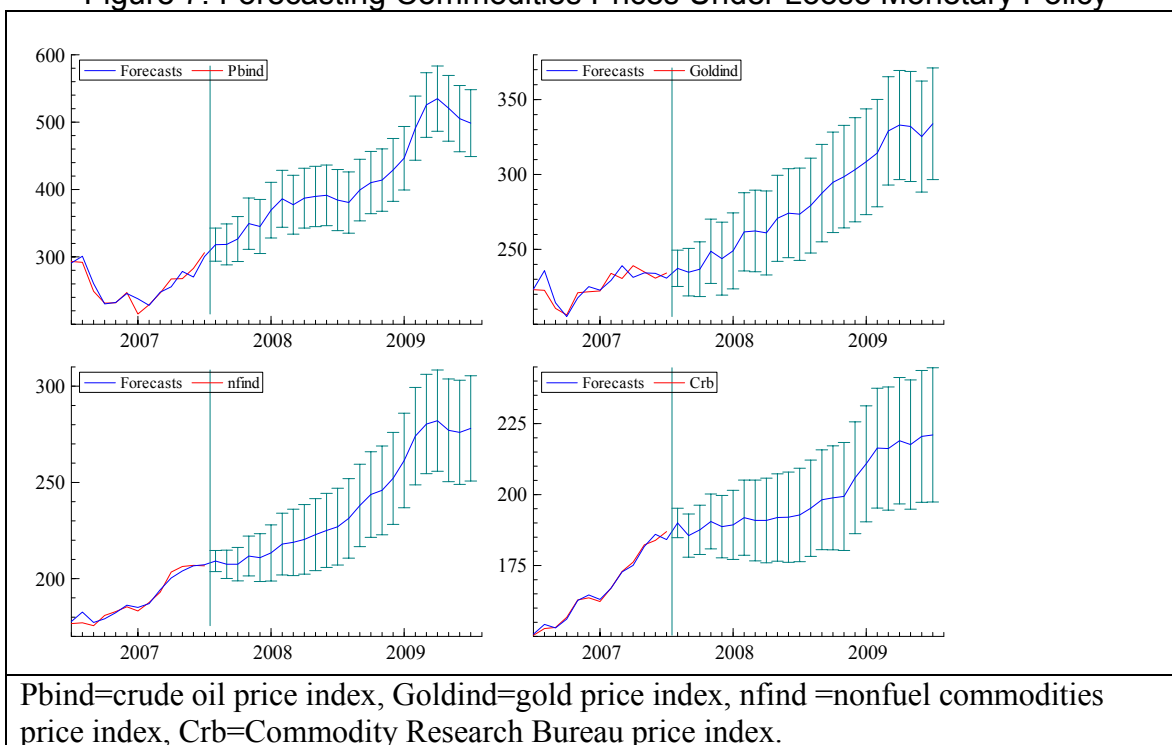 Figure 7. Forecasting Commodities Prices Under Loose Monetary Policy
600
500
400
300
Forecasts Pbind
2007 2008 2009
350
300
250
Forecasts Goldind
2007 2008 2009
300
250
200
Forecasts nfind
2007 2008 2009
225
200
175
Forecasts Crb
2007 2008 2009
Pbind=crude oil price index, Goldind=gold price index, nfind =nonfuel commodities
price index, Crb=Commodity Research Bureau price index.